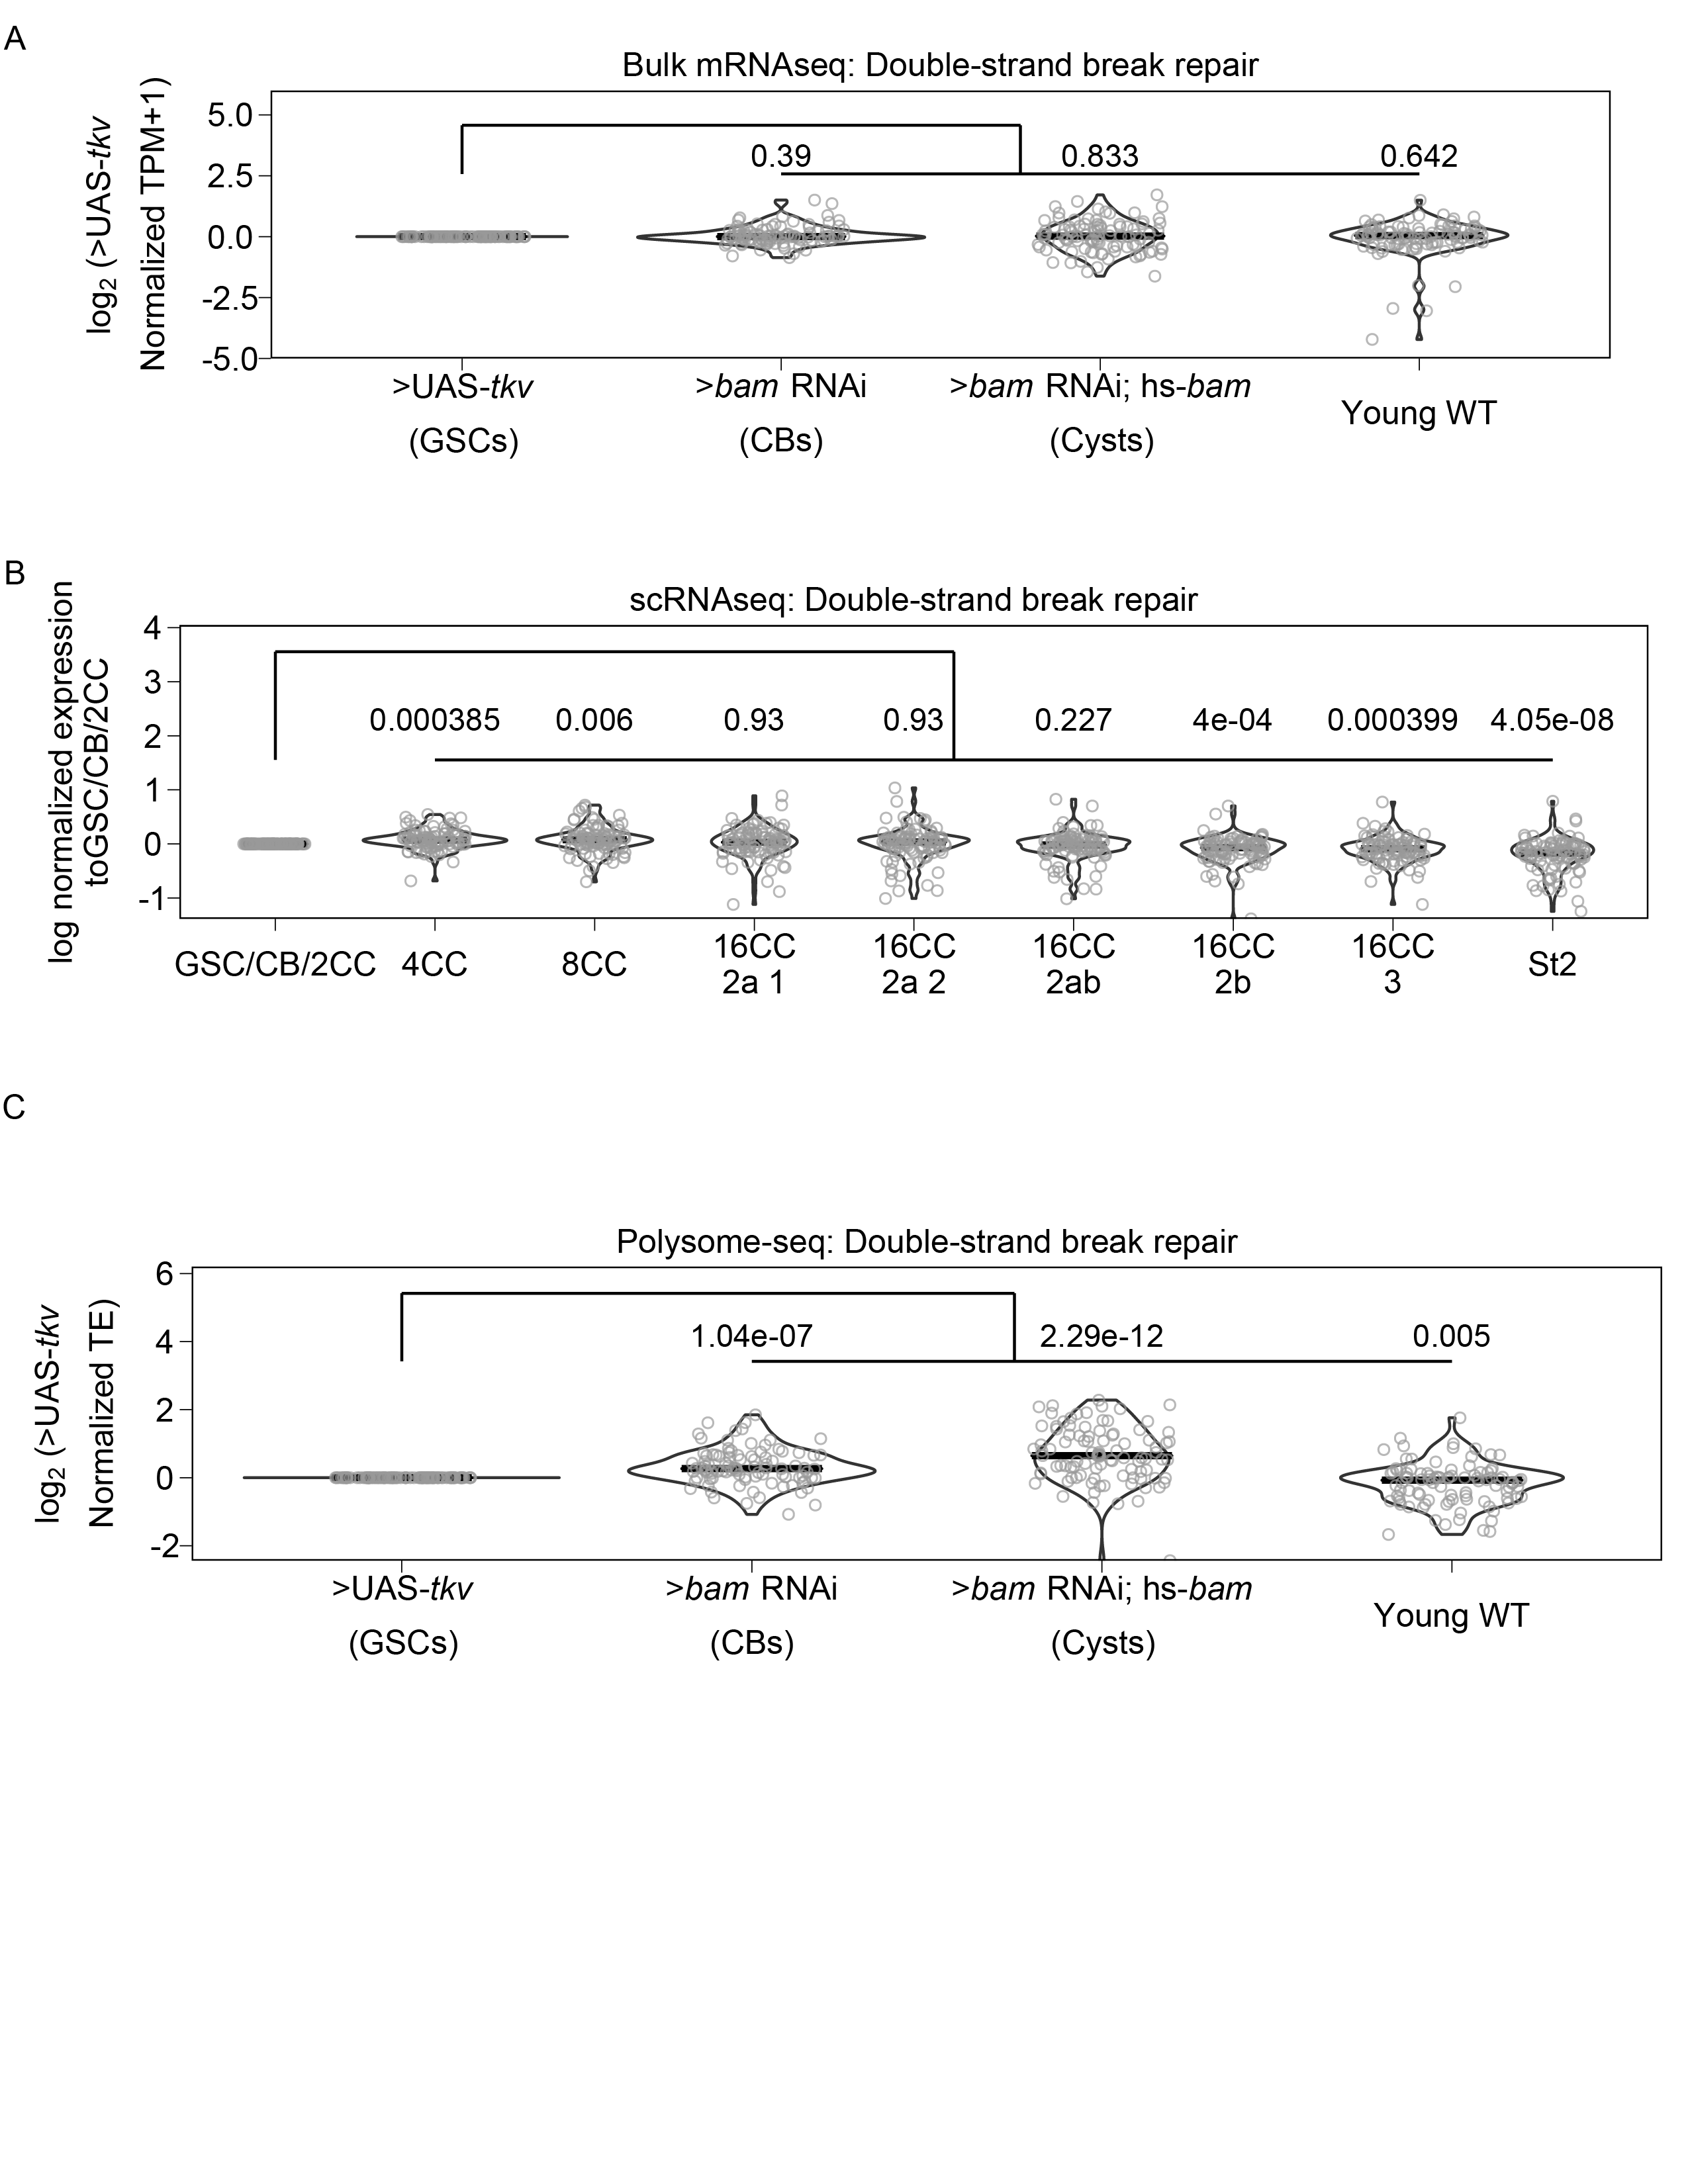 A
Bulk mRNAseq: Double-strand break repair
log2 (>UAS-tkv
Normalized TPM+1)
5.0
2.5
0.0
-2.5
-5.0
0.39
0.833
0.642
>UAS-tkv
(GSCs)
>bam RNAi
(CBs)
>bam RNAi; hs-bam
(Cysts)
Young WT
B
scRNAseq: Double-strand break repair
log normalized expression
toGSC/CB/2CC
4
3
2
1
0
-1
0.000385
0.006
0.93
0.93
0.227
4e-04
0.000399
4.05e-08
GSC/CB/2CC
4CC
8CC
16CC
2a 1
16CC
2a 2
16CC
2ab
16CC
2b
16CC
3
St2
C
Polysome-seq: Double-strand break repair
log2 (>UAS-tkv
Normalized TE)
6
4
2
0
-2
1.04e-07
2.29e-12
0.005
>UAS-tkv
(GSCs)
>bam RNAi
(CBs)
>bam RNAi; hs-bam
(Cysts)
Young WT